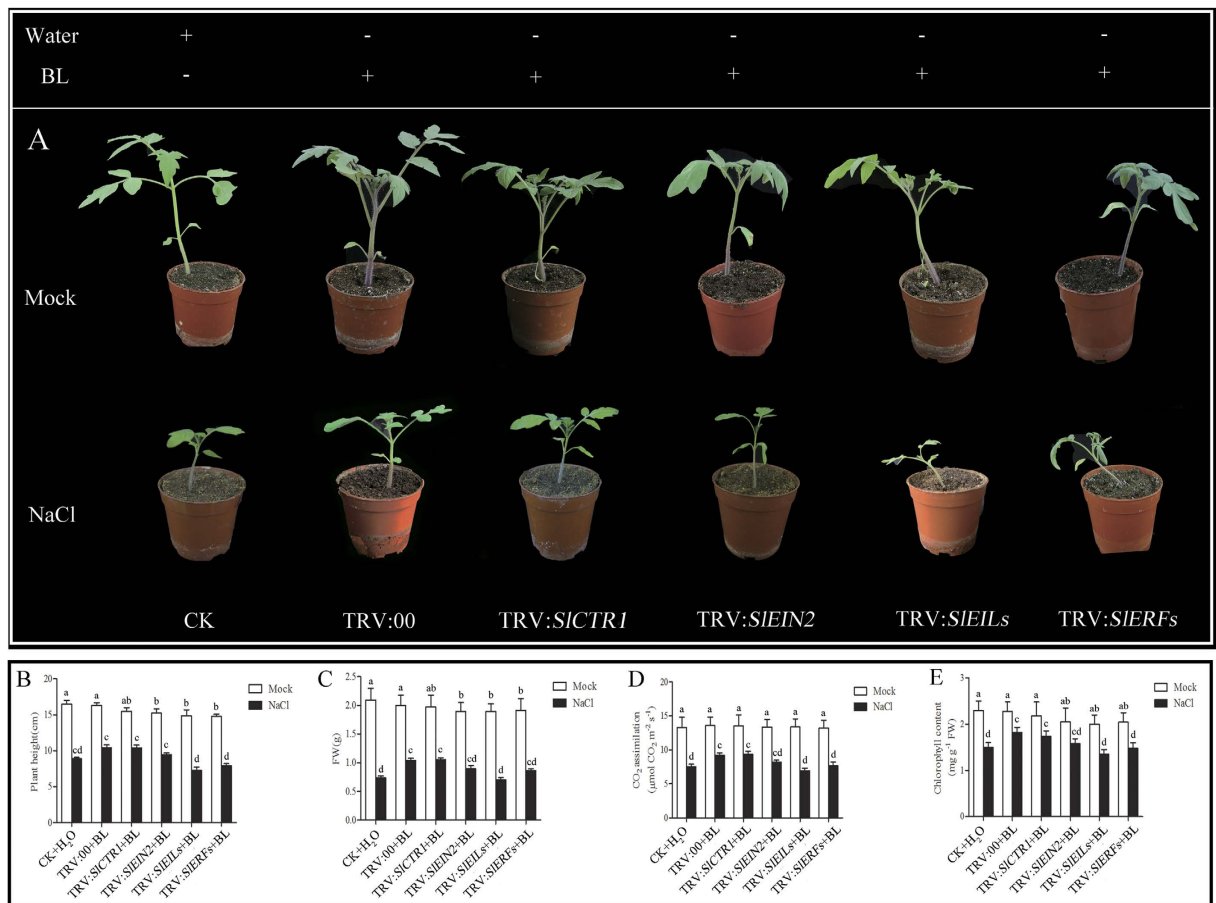 Water + - - - - -
BL - + + + + +
A
Mock
NaCl
CK TRV:00 TRV:SlCTR1 TRV:SlEIN2 TRV:SlEILs TRV:SlERFs
B
Plant height(cm)
20
15
10
5
0
Mock
NaCl
a a ab b b b
cd c c c d d
CK+H₂O
TRV:00+BL
TRV:SlCTR1+BL
TRV:SlEIN2+BL
TRV:SlEILs+BL
TRV:SlERFs+BL
C
FW(g)
2.5
2.0
1.5
1.0
0.5
0.0
Mock
NaCl
a a ab b b b
d c c cd d cd
CK+H₂O
TRV:00+BL
TRV:SlCTR1+BL
TRV:SlEIN2+BL
TRV:SlEILs+BL
TRV:SlERFs+BL
D
CO₂ assimilation
(μmol CO₂ m⁻² s⁻¹)
25
20
15
10
5
0
Mock
NaCl
a a a a a a
d c c cd d d
CK+H₂O
TRV:00+BL
TRV:SlCTR1+BL
TRV:SlEIN2+BL
TRV:SlEILs+BL
TRV:SlERFs+BL
E
Chlorophyll content
(mg g⁻¹ FW)
3
2
1
0
Mock
NaCl
a a a ab ab ab
d c c cd d d
CK+H₂O
TRV:00+BL
TRV:SlCTR1+BL
TRV:SlEIN2+BL
TRV:SlEILs+BL
TRV:SlERFs+BL